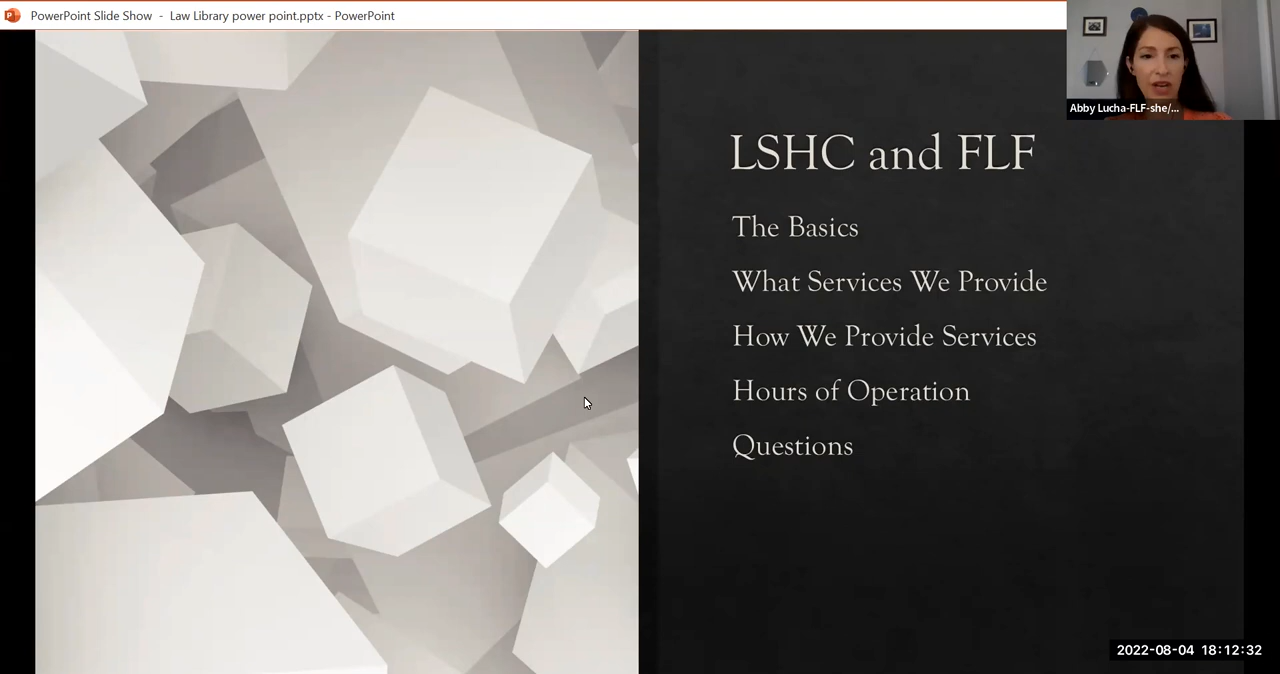 PowerPoint Slide Show - Law Library power point.pptx - PowerPoint
Abby Lucha-FLF-she/...
LSHC and FLF
The Basics
What Services We Provide
How We Provide Services
Hours of Operation
Questions
2022-08-04 18:12:32